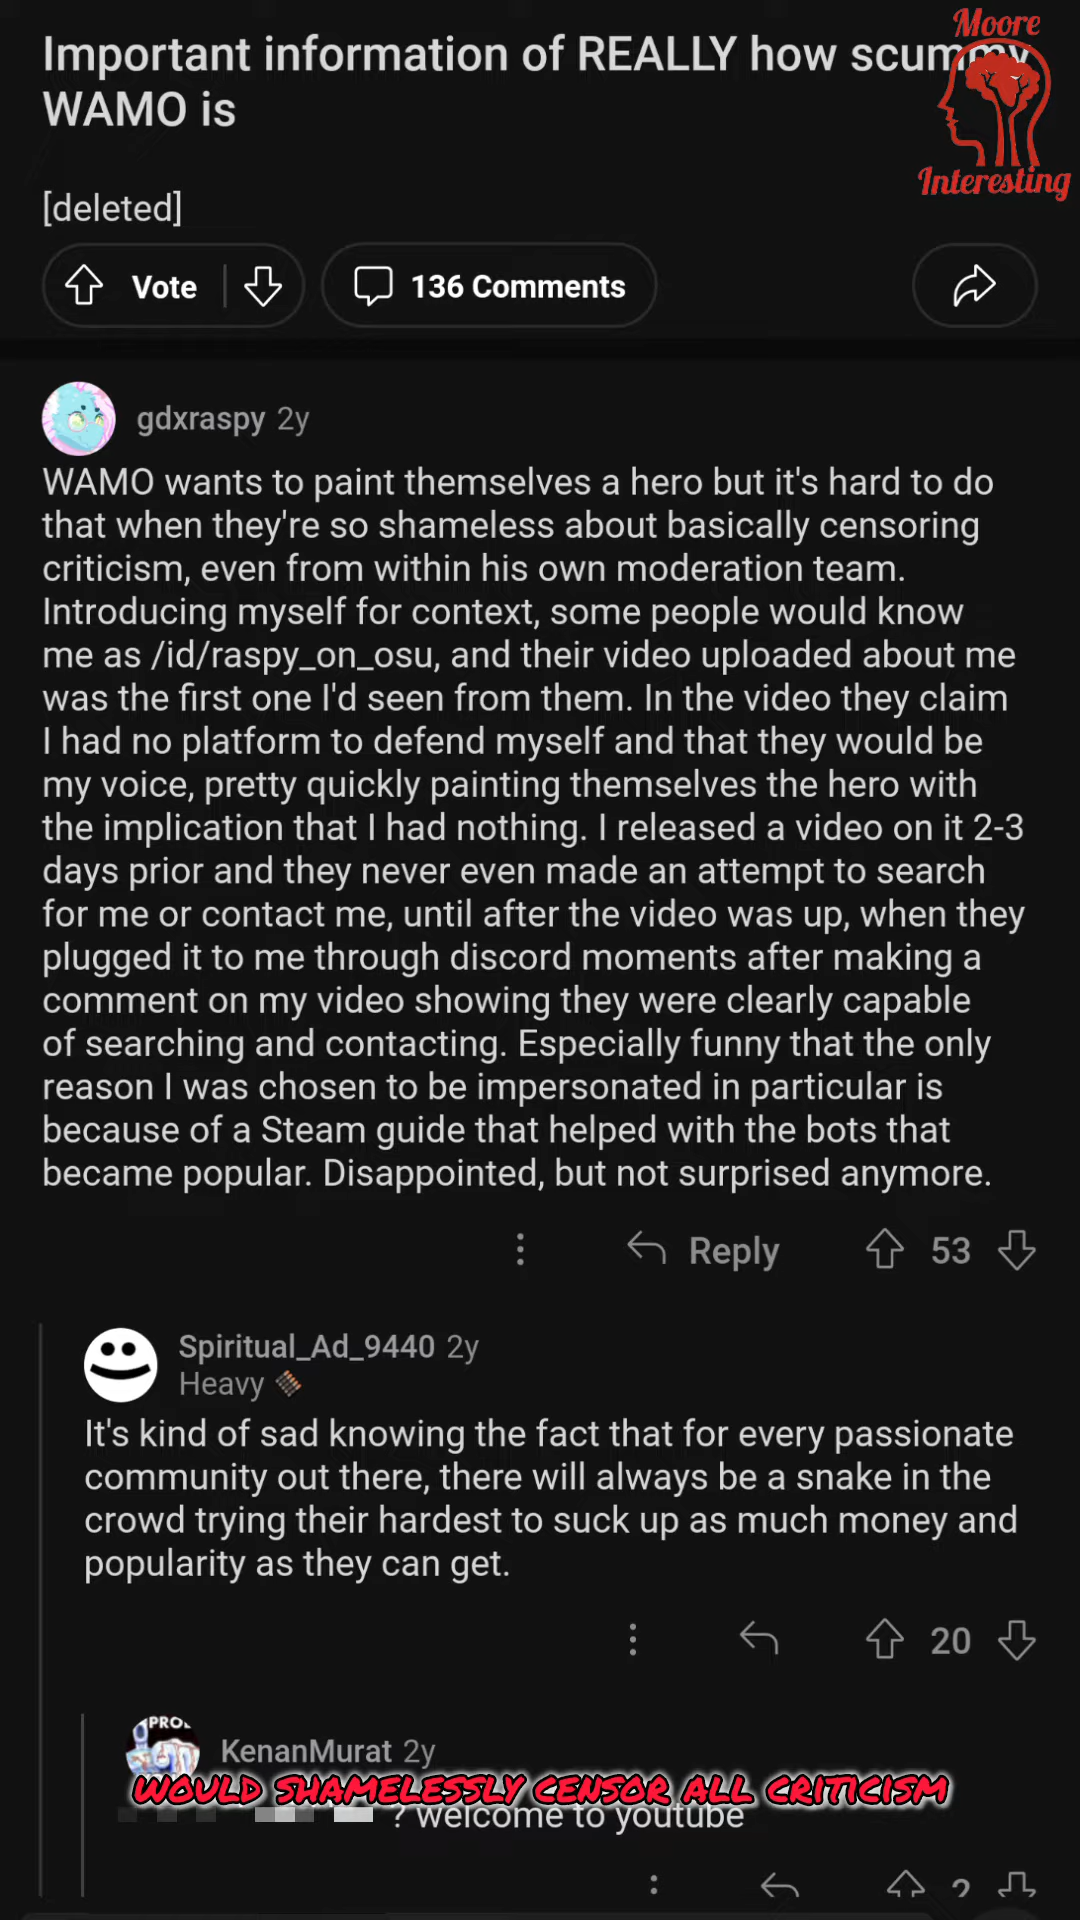 Moore
Interesting
Important information of REALLY how scummy
WAMO is
[deleted]
Vote
136 Comments
gdxraspy 2y
WAMO wants to paint themselves a hero but it's hard to do
that when they're so shameless about basically censoring
criticism, even from within his own moderation team.
Introducing myself for context, some people would know
me as /id/raspy_on_osu, and their video uploaded about me
was the first one I'd seen from them. In the video they claim
I had no platform to defend myself and that they would be
my voice, pretty quickly painting themselves the hero with
the implication that I had nothing. I released a video on it 2-3
days prior and they never even made an attempt to search
for me or contact me, until after the video was up, when they
plugged it to me through discord moments after making a
comment on my video showing they were clearly capable
of searching and contacting. Especially funny that the only
reason I was chosen to be impersonated in particular is
because of a Steam guide that helped with the bots that
became popular. Disappointed, but not surprised anymore.
Reply
53
Spiritual_Ad_9440 2y
Heavy
It's kind of sad knowing the fact that for every passionate
community out there, there will always be a snake in the
crowd trying their hardest to suck up as much money and
popularity as they can get.
20
PRO
KenanMurat 2y
WOULD SHAMELESSLY CENSOR ALL CRITICISM
? welcome to youtube
2